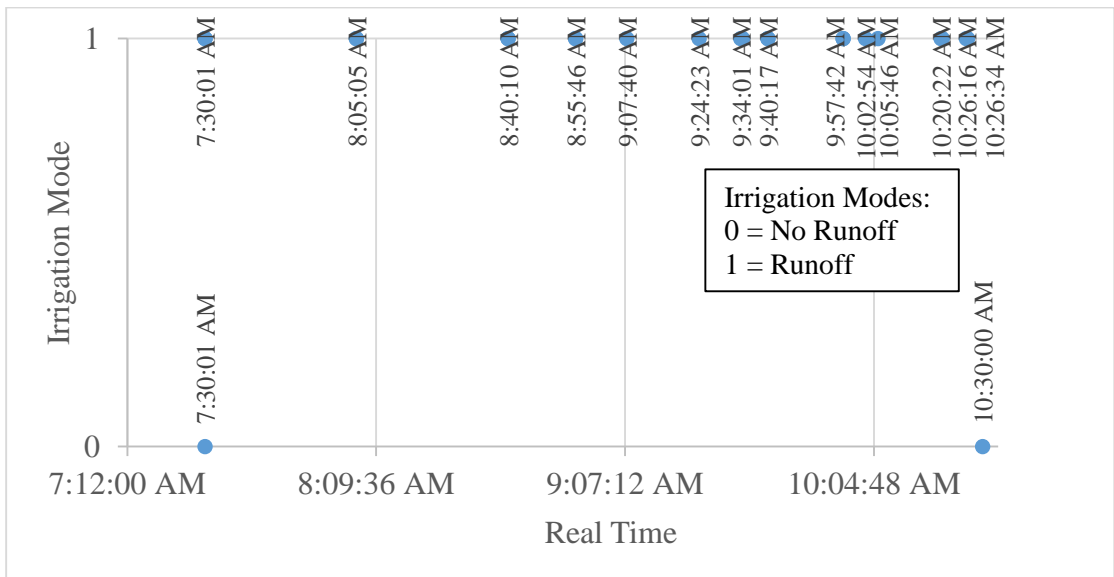 1
7:30:01 AM
8:05:05 AM
8:40:10 AM
8:55:46 AM
9:07:40 AM
9:24:23 AM
9:34:01 AM
9:40:17 AM
9:57:42 AM
10:02:54 AM
10:05:46 AM
10:20:22 AM
10:26:16 AM
10:26:34 AM
Irrigation Mode
Irrigation Modes:
0 = No Runoff
1 = Runoff
7:30:01 AM
10:30:00 AM
0
7:12:00 AM
8:09:36 AM
9:07:12 AM
10:04:48 AM
Real Time